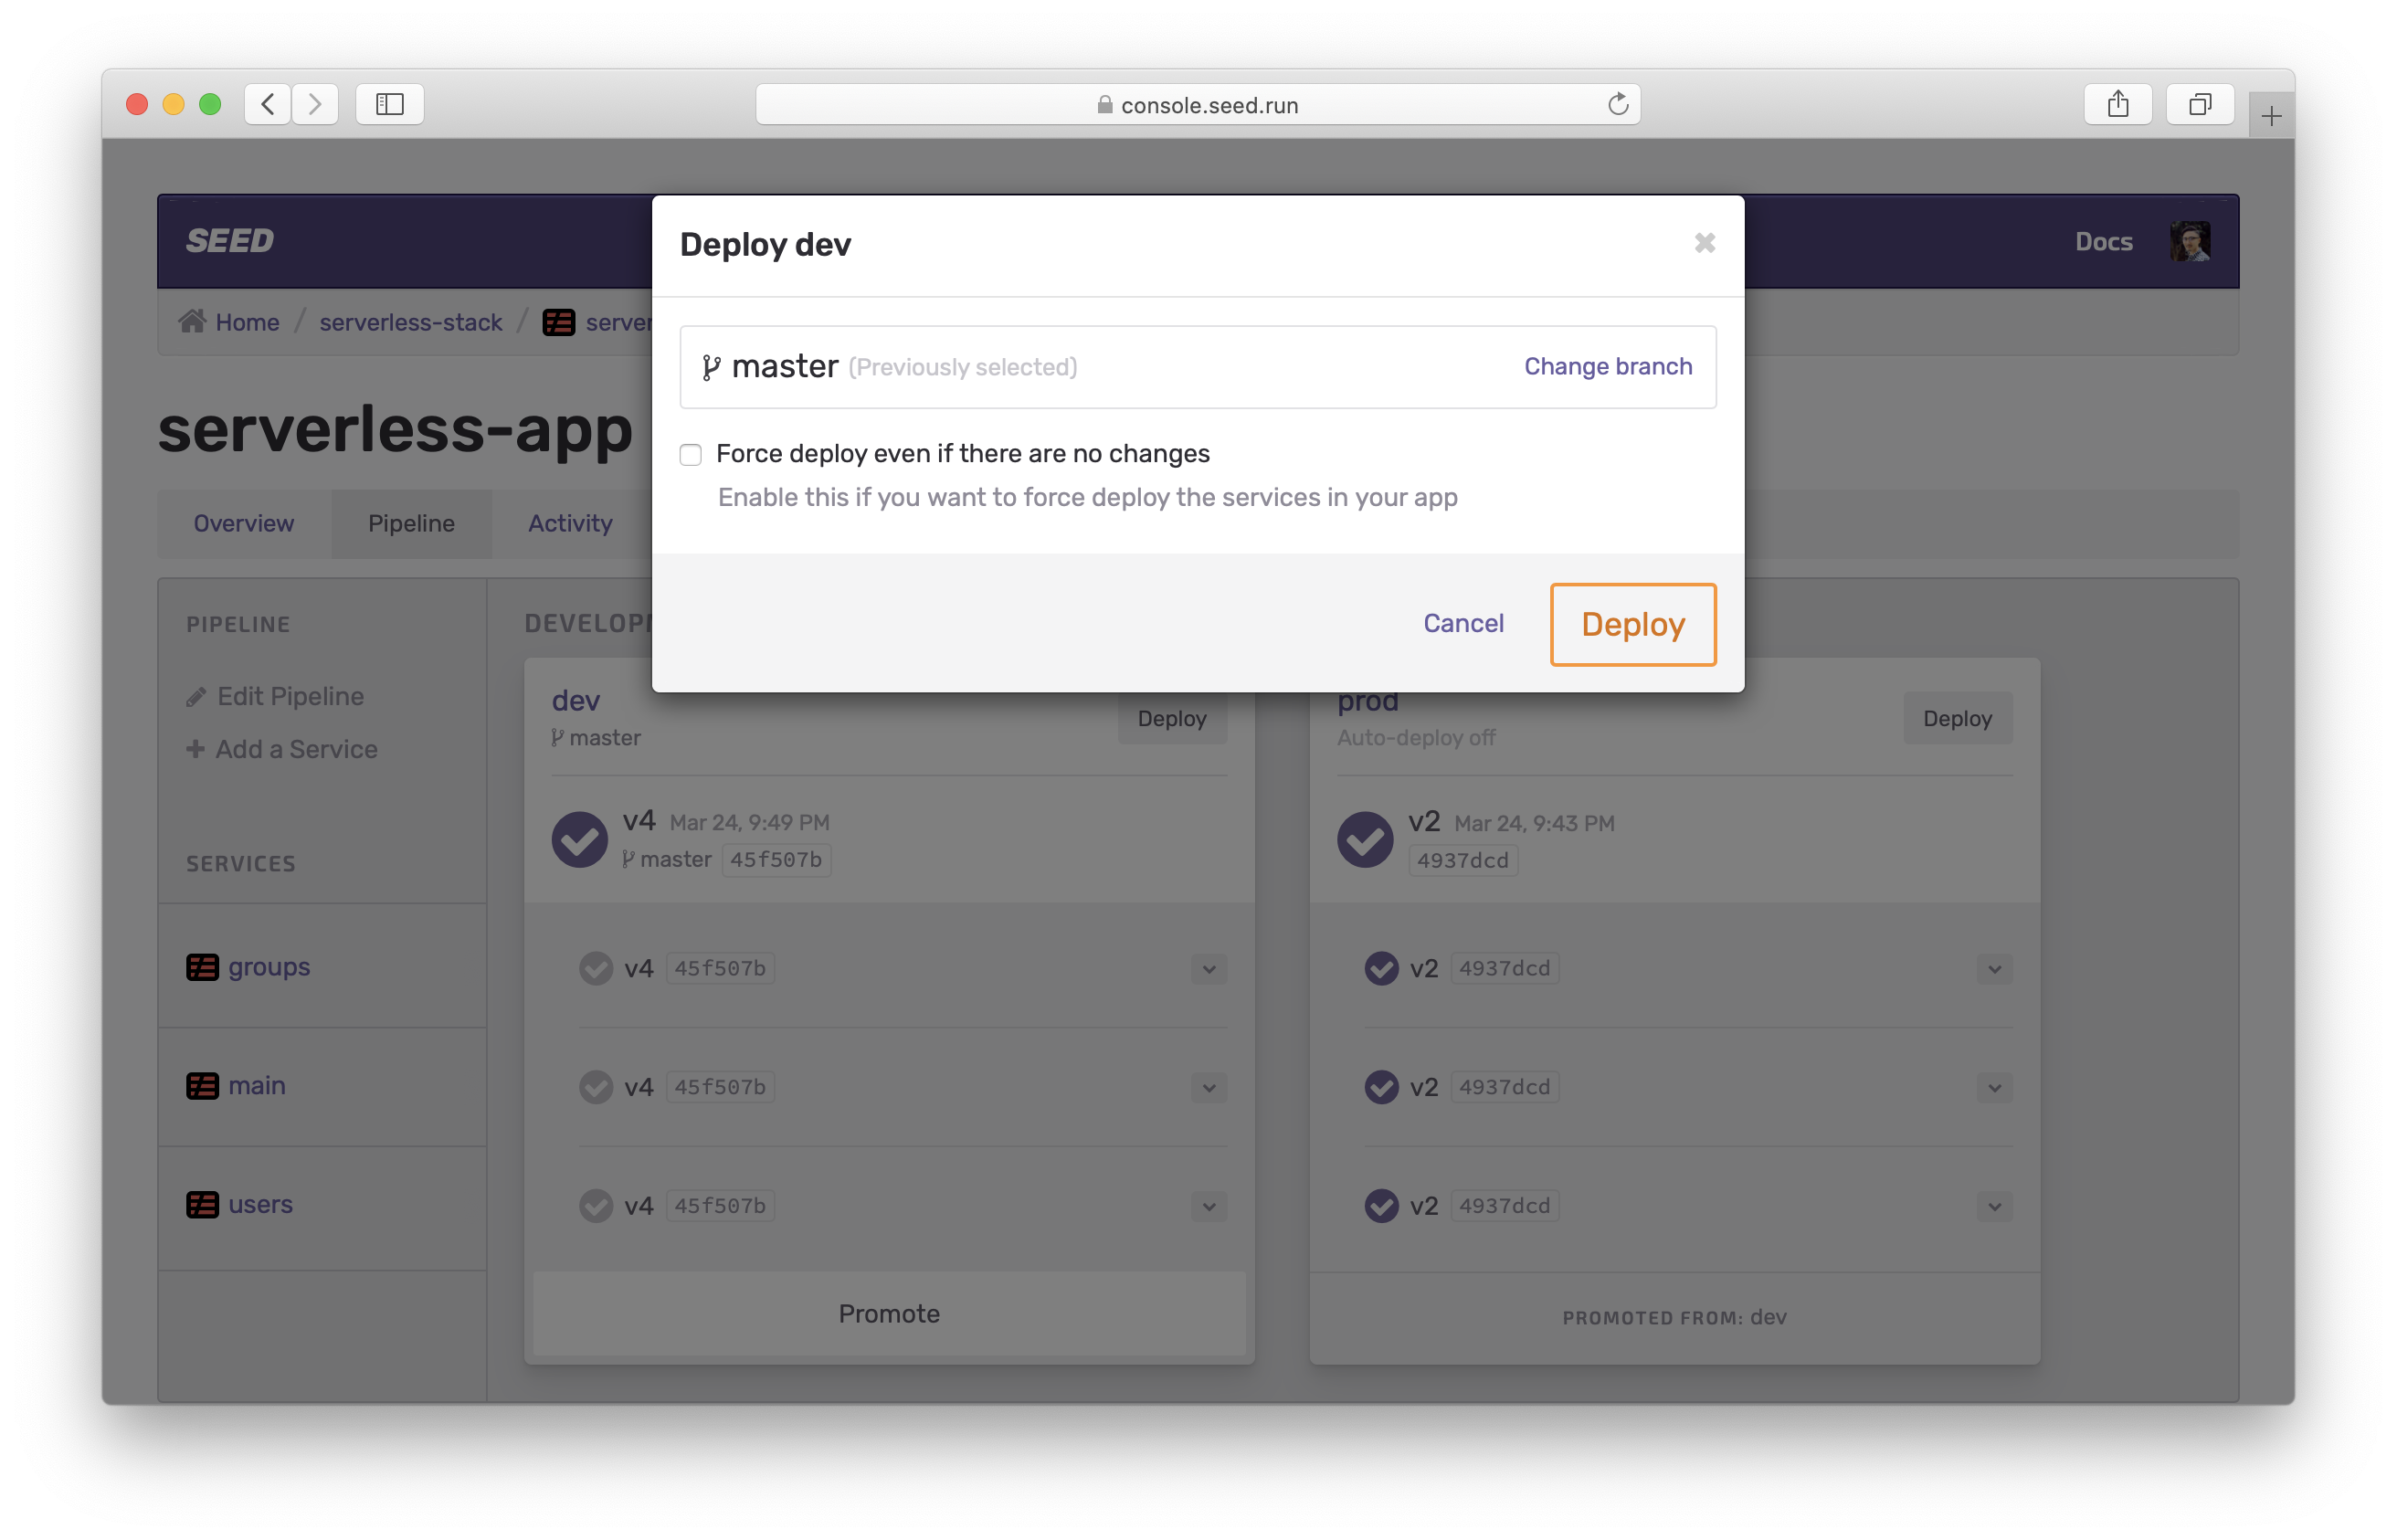 console.seed.run
SEED
Docs
Deploy dev
Home / serverless-stack / server
master (Previously selected)
Change branch
serverless-app
Force deploy even if there are no changes
Enable this if you want to force deploy the services in your app
Overview
Pipeline
Activity
Cancel
Deploy
PIPELINE
Edit Pipeline
Add a Service
SERVICES
groups
main
users
DEVELOP
dev
master
Deploy
v4 Mar 24, 9:49 PM
master 45f507b
v4 45f507b
v4 45f507b
v4 45f507b
Promote
prod
Auto-deploy off
Deploy
v2 Mar 24, 9:43 PM
4937dcd
v2 4937dcd
v2 4937dcd
v2 4937dcd
PROMOTED FROM: dev